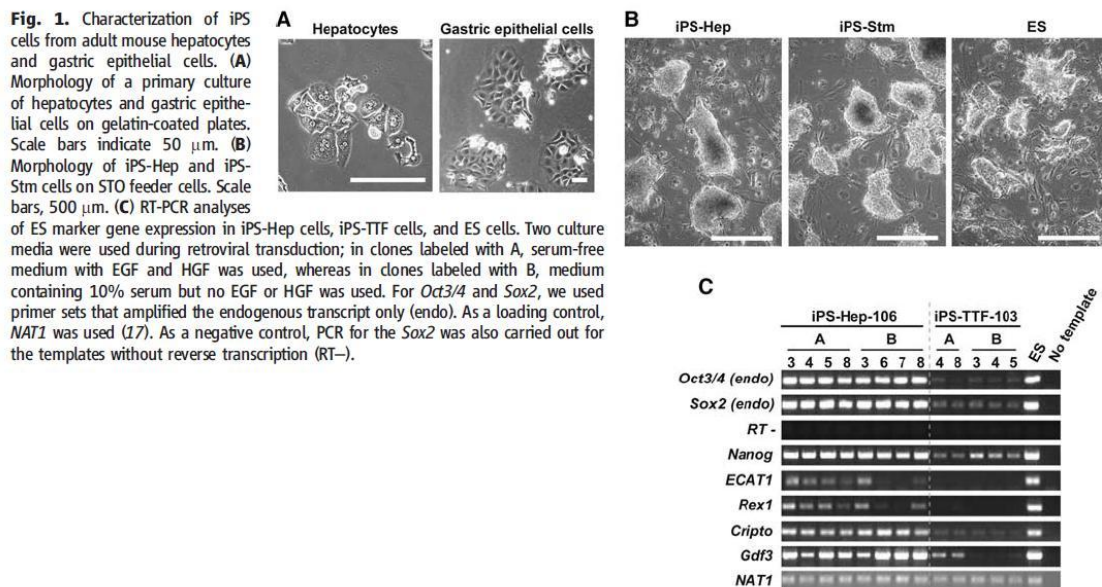 Fig. 1. Characterization of iPS
cells from adult mouse hepatocytes
and gastric epithelial cells. (A)
Morphology of a primary culture
of hepatocytes and gastric epithe-
lial cells on gelatin-coated plates.
Scale bars indicate 50 μm. (B)
Morphology of iPS-Hep and iPS-
Stm cells on STO feeder cells. Scale
bars, 500 μm. (C) RT-PCR analyses
of ES marker gene expression in iPS-Hep cells, iPS-TTF cells, and ES cells. Two culture
media were used during retroviral transduction; in clones labeled with A, serum-free
medium with EGF and HGF was used, whereas in clones labeled with B, medium
containing 10% serum but no EGF or HGF was used. For Oct3/4 and Sox2, we used
primer sets that amplified the endogenous transcript only (endo). As a loading control,
NAT1 was used (17). As a negative control, PCR for the Sox2 was also carried out for
the templates without reverse transcription (RT–).
A
Hepatocytes Gastric epithelial cells
B
iPS-Hep iPS-Stm ES
C
iPS-Hep-106 iPS-TTF-103 ES No template
A B A B
3 4 5 8 3 6 7 8 4 8 3 4 5
Oct3/4 (endo)
Sox2 (endo)
RT -
Nanog
ECAT1
Rex1
Cripto
Gdf3
NAT1